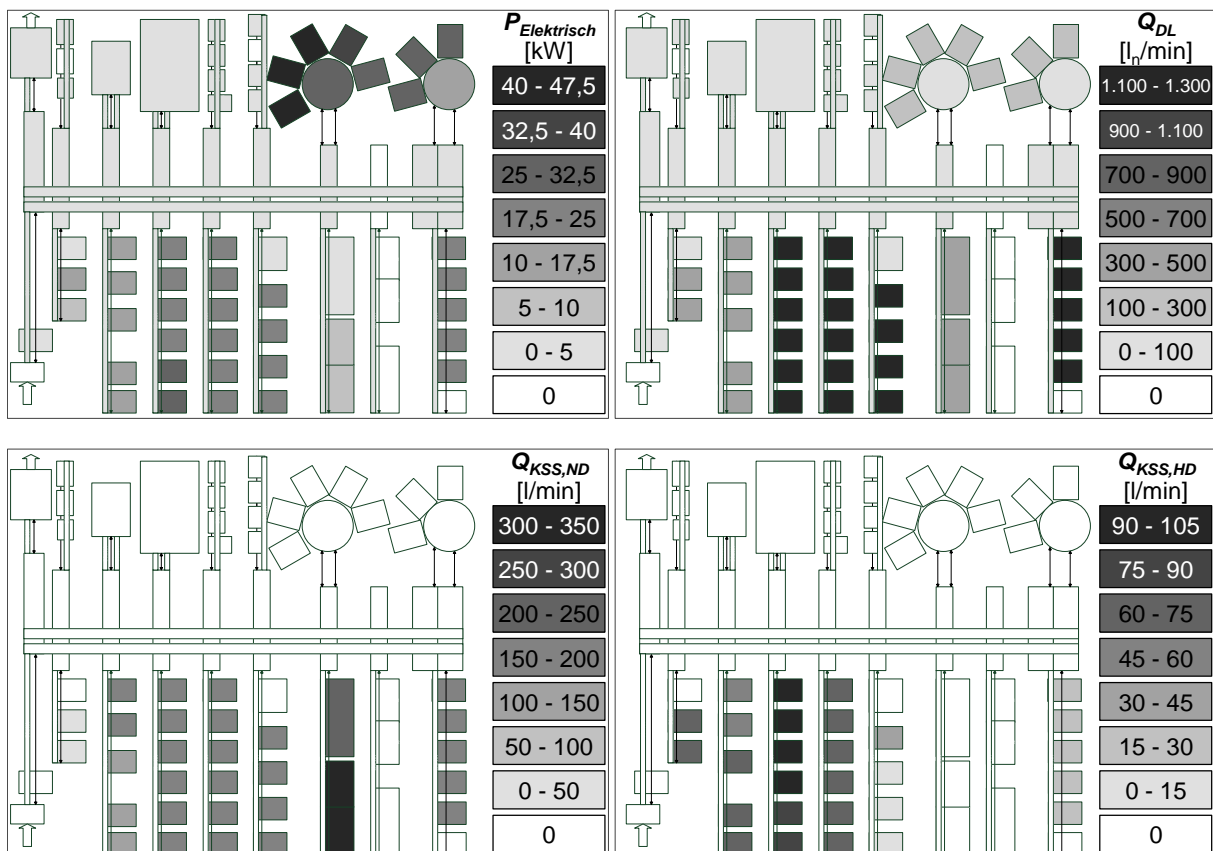 P_Elektrisch
[kW]
40 - 47,5
32,5 - 40
25 - 32,5
17,5 - 25
10 - 17,5
5 - 10
0 - 5
0
Q_DL
[l_n/min]
1.100 - 1.300
900 - 1.100
700 - 900
500 - 700
300 - 500
100 - 300
0 - 100
0
Q_KSS,ND
[l/min]
300 - 350
250 - 300
200 - 250
150 - 200
100 - 150
50 - 100
0 - 50
0
Q_KSS,HD
[l/min]
90 - 105
75 - 90
60 - 75
45 - 60
30 - 45
15 - 30
0 - 15
0